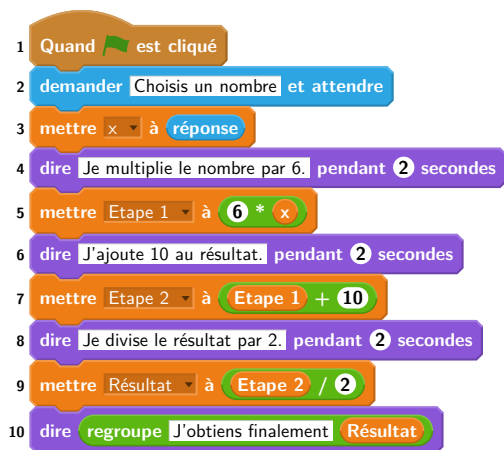 1 Quand est cliqué
2 demander Choisis un nombre et attendre
3 mettre x à réponse
4 dire Je multiplie le nombre par 6. pendant 2 secondes
5 mettre Etape 1 à 6 * x
6 dire J'ajoute 10 au résultat. pendant 2 secondes
7 mettre Etape 2 à Etape 1 + 10
8 dire Je divise le résultat par 2. pendant 2 secondes
9 mettre Résultat à Etape 2 / 2
10 dire regroupe J'obtiens finalement Résultat